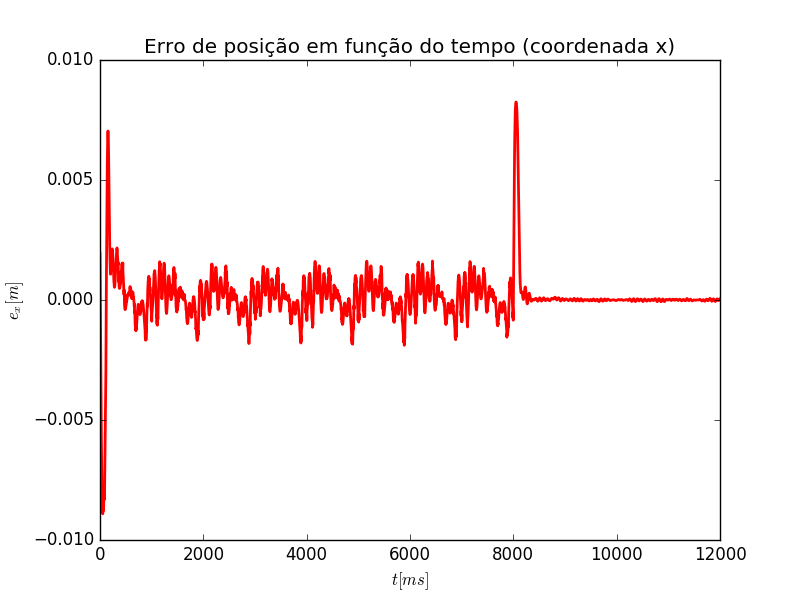 Erro de posição em função do tempo (coordenada x)
0.010
0.005
0.000
−0.005
−0.010
e_x[m]
0 2000 4000 6000 8000 10000 12000
t[ms]